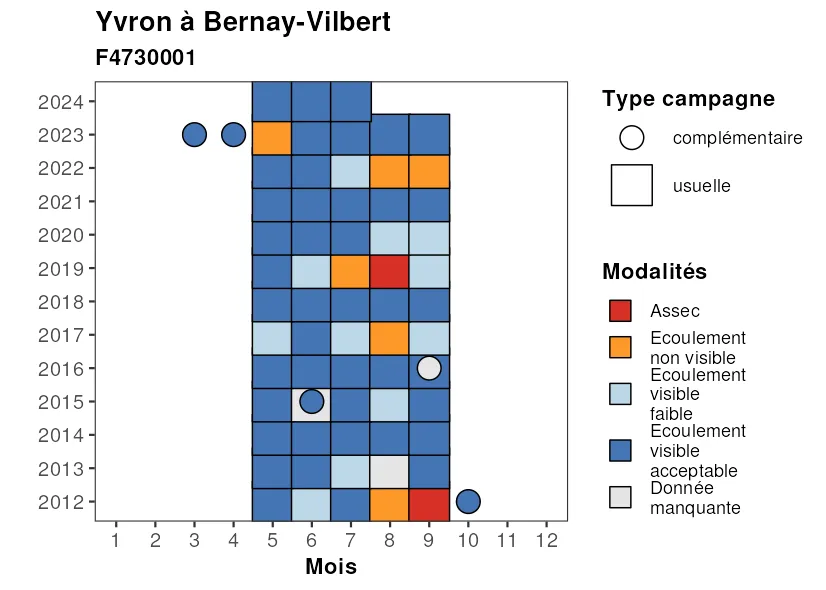 Yvron à Bernay-Vilbert
F4730001
2024
2023
2022
2021
2020
2019
2018
2017
2016
2015
2014
2013
2012
1 2 3 4 5 6 7 8 9 10 11 12
Mois
Type campagne
complémentaire
usuelle
Modalités
Assec
Ecoulement
non visible
Ecoulement
visible
faible
Ecoulement
visible
acceptable
Donnée
manquante